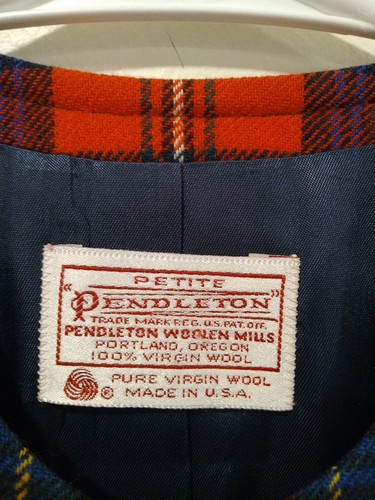 PETITE
"PENDLETON"
TRADE MARK REG. U.S. PAT. OFF.
PENDLETON WOOLEN MILLS
PORTLAND, OREGON
100% VIRGIN WOOL
® PURE VIRGIN WOOL
MADE IN U.S.A.